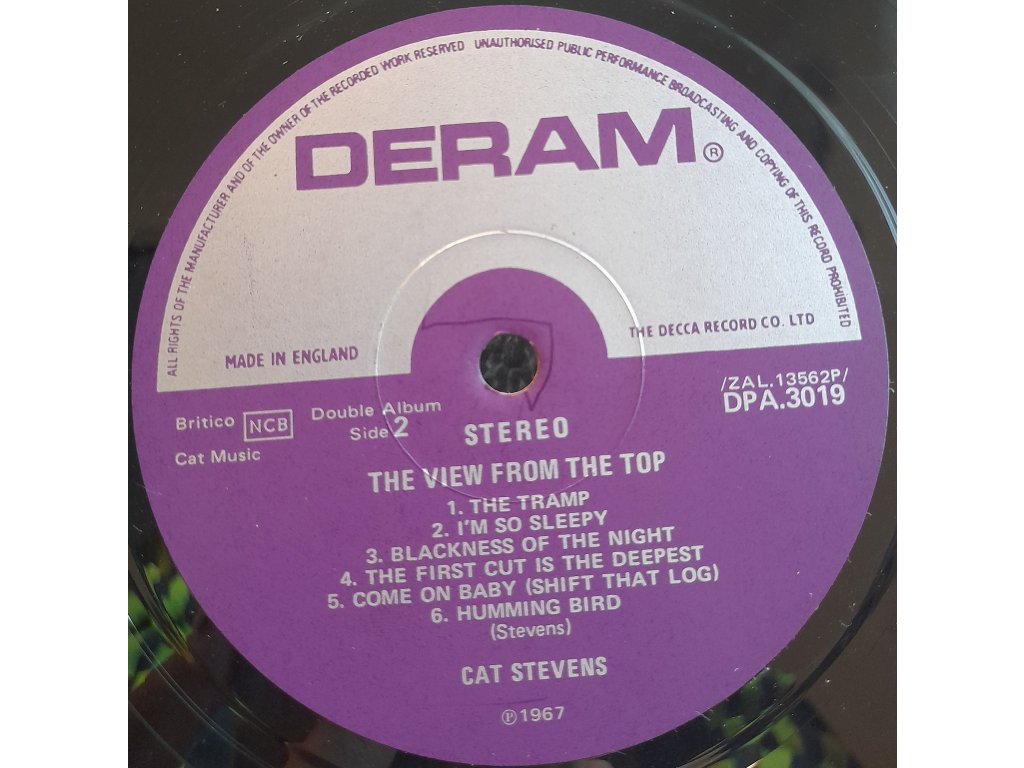 ALL RIGHTS OF THE MANUFACTURER AND OF THE OWNER OF THE RECORDED WORK RESERVED UNAUTHORISED PUBLIC PERFORMANCE BROADCASTING AND COPYING OF THIS RECORD PROHIBITED
DERAM®
MADE IN ENGLAND
THE DECCA RECORD CO. LTD
Britico NCB
Cat Music
Double Album
Side 2
STEREO
/ZAL.13562P/
DPA.3019
THE VIEW FROM THE TOP
1. THE TRAMP
2. I'M SO SLEEPY
3. BLACKNESS OF THE NIGHT
4. THE FIRST CUT IS THE DEEPEST
5. COME ON BABY (SHIFT THAT LOG)
6. HUMMING BIRD
(Stevens)
CAT STEVENS
℗1967